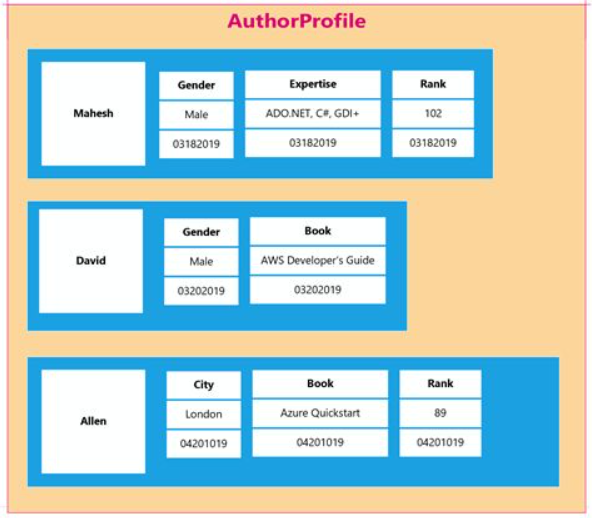 AuthorProfile
Mahesh
Gender Expertise Rank
Male ADO.NET, C#, GDI+ 102
03182019 03182019 03182019
David
Gender Book
Male AWS Developer's Guide
03202019 03202019
Allen
City Book Rank
London Azure Quickstart 89
04201019 04201019 04201019